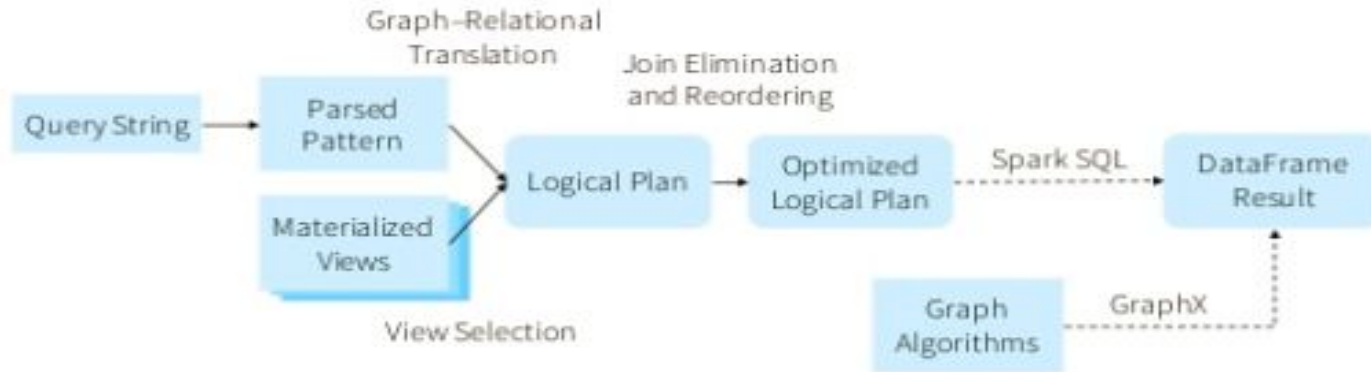 Graph–Relational
Translation
Join Elimination
and Reordering
Query String
Parsed
Pattern
Logical Plan
Optimized
Logical Plan
Spark SQL
DataFrame
Result
Materialized
Views
View Selection
Graph
Algorithms
GraphX